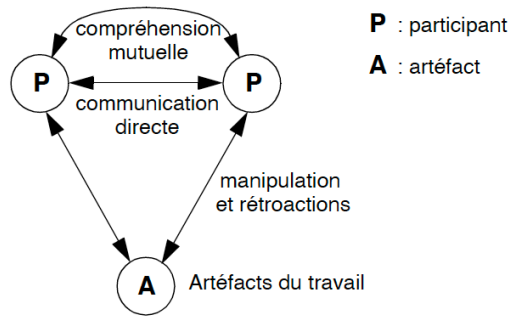 compréhension
mutuelle
P
P
communication
directe
manipulation
et rétroactions
A
Artéfacts du travail
P : participant
A : artéfact